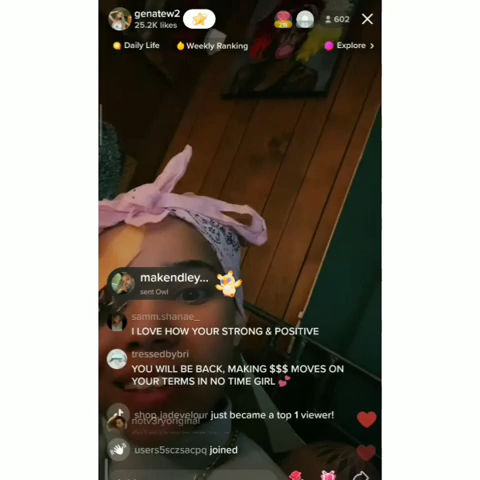 genatew2
25.2K likes
602
Daily Life
Weekly Ranking
Explore >
makendley...
sent Owl
samm.shanae_
I LOVE HOW YOUR STRONG & POSITIVE
tressedbybri
YOU WILL BE BACK, MAKING $$$ MOVES ON
YOUR TERMS IN NO TIME GIRL 💕
shop.jadevelour just became a top 1 viewer!
notv3ryoriginal
users5sczsacpq joined